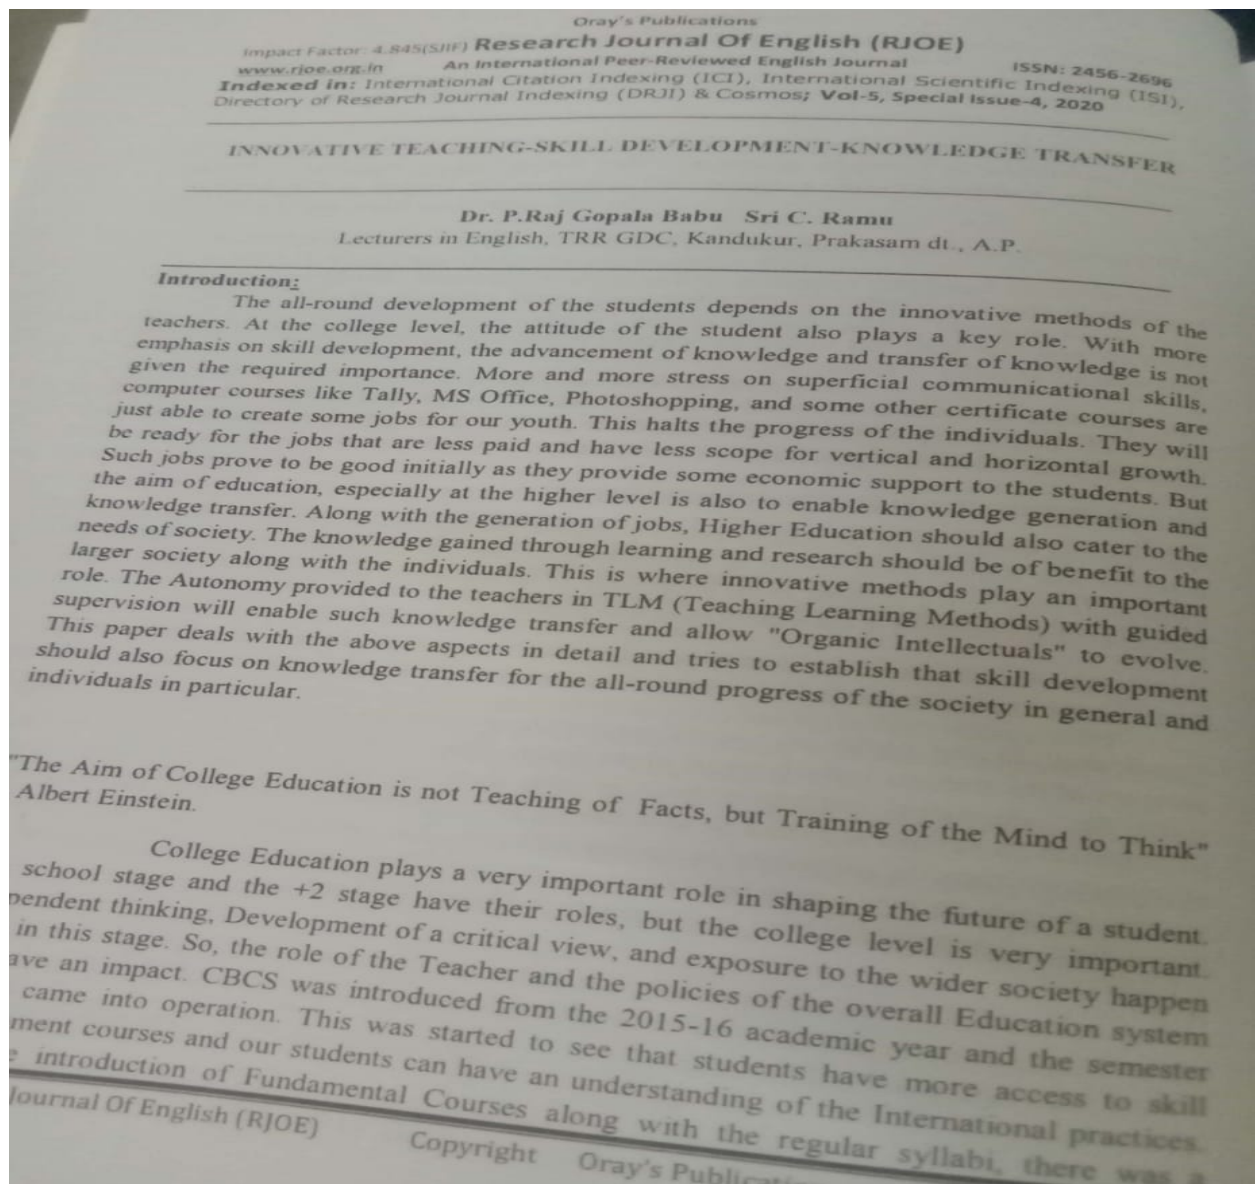 Oray's Publications
Impact Factor: 4.845(SJIF) Research Journal Of English (RJOE)
www.rjoe.org.in An International Peer-Reviewed English Journal ISSN: 2456-2696
Indexed in: International Citation Indexing (ICI), International Scientific Indexing (ISI),
Directory of Research Journal Indexing (DRJI) & Cosmos; Vol-5, Special Issue-4, 2020
INNOVATIVE TEACHING-SKILL DEVELOPMENT-KNOWLEDGE TRANSFER
Dr. P.Raj Gopala Babu Sri C. Ramu
Lecturers in English, TRR GDC, Kandukur, Prakasam dt., A.P.
Introduction:
The all-round development of the students depends on the innovative methods of the
teachers. At the college level, the attitude of the student also plays a key role. With more
emphasis on skill development, the advancement of knowledge and transfer of knowledge is not
given the required importance. More and more stress on superficial communicational skills,
computer courses like Tally, MS Office, Photoshopping, and some other certificate courses are
just able to create some jobs for our youth. This halts the progress of the individuals. They will
be ready for the jobs that are less paid and have less scope for vertical and horizontal growth.
Such jobs prove to be good initially as they provide some economic support to the students. But
the aim of education, especially at the higher level is also to enable knowledge generation and
knowledge transfer. Along with the generation of jobs, Higher Education should also cater to the
needs of society. The knowledge gained through learning and research should be of benefit to the
larger society along with the individuals. This is where innovative methods play an important
role. The Autonomy provided to the teachers in TLM (Teaching Learning Methods) with guided
supervision will enable such knowledge transfer and allow "Organic Intellectuals" to evolve.
This paper deals with the above aspects in detail and tries to establish that skill development
should also focus on knowledge transfer for the all-round progress of the society in general and
individuals in particular.
"The Aim of College Education is not Teaching of Facts, but Training of the Mind to Think"
Albert Einstein.
College Education plays a very important role in shaping the future of a student.
school stage and the +2 stage have their roles, but the college level is very important.
pendent thinking, Development of a critical view, and exposure to the wider society happen
in this stage. So, the role of the Teacher and the policies of the overall Education system
ave an impact. CBCS was introduced from the 2015-16 academic year and the semester
came into operation. This was started to see that students have more access to skill
ment courses and our students can have an understanding of the International practices.
introduction of Fundamental Courses along with the regular syllabi, there was a
Journal Of English (RJOE) Copyright Oray's